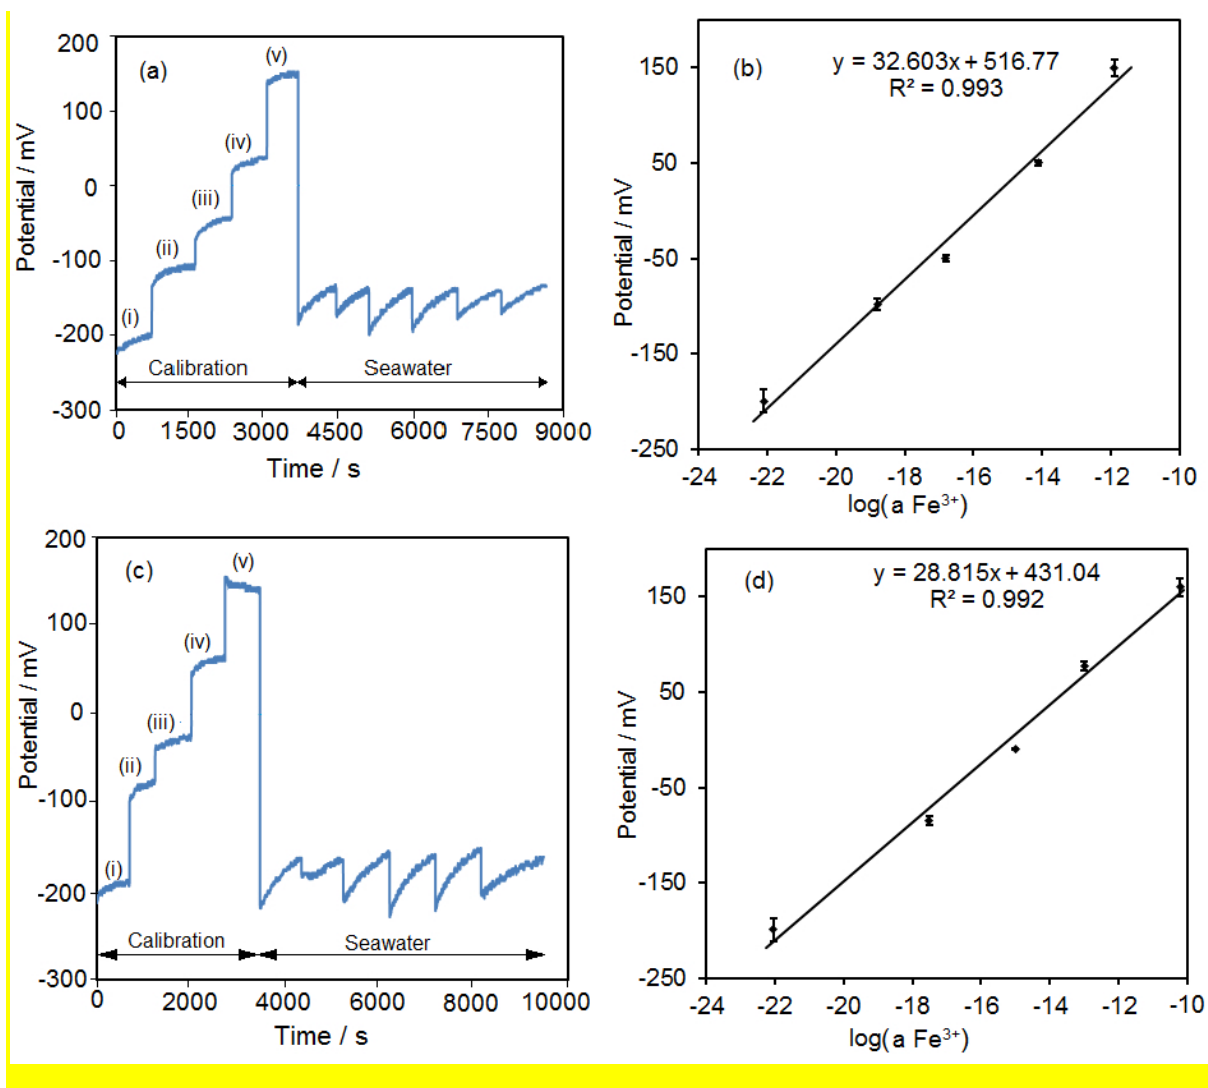 (a)
200
100
0
-100
-200
-300
Potential / mV
(i)
(ii)
(iii)
(iv)
(v)
Calibration
Seawater
0 1500 3000 4500 6000 7500 9000
Time / s
(b)
y = 32.603x + 516.77
R² = 0.993
150
50
-50
-150
-250
Potential / mV
-24 -22 -20 -18 -16 -14 -12 -10
log(a Fe³⁺)
(c)
200
100
0
-100
-200
-300
Potential / mV
(i)
(ii)
(iii)
(iv)
(v)
Calibration
Seawater
0 2000 4000 6000 8000 10000
Time / s
(d)
y = 28.815x + 431.04
R² = 0.992
150
50
-50
-150
-250
Potential / mV
-24 -22 -20 -18 -16 -14 -12 -10
log(a Fe³⁺)